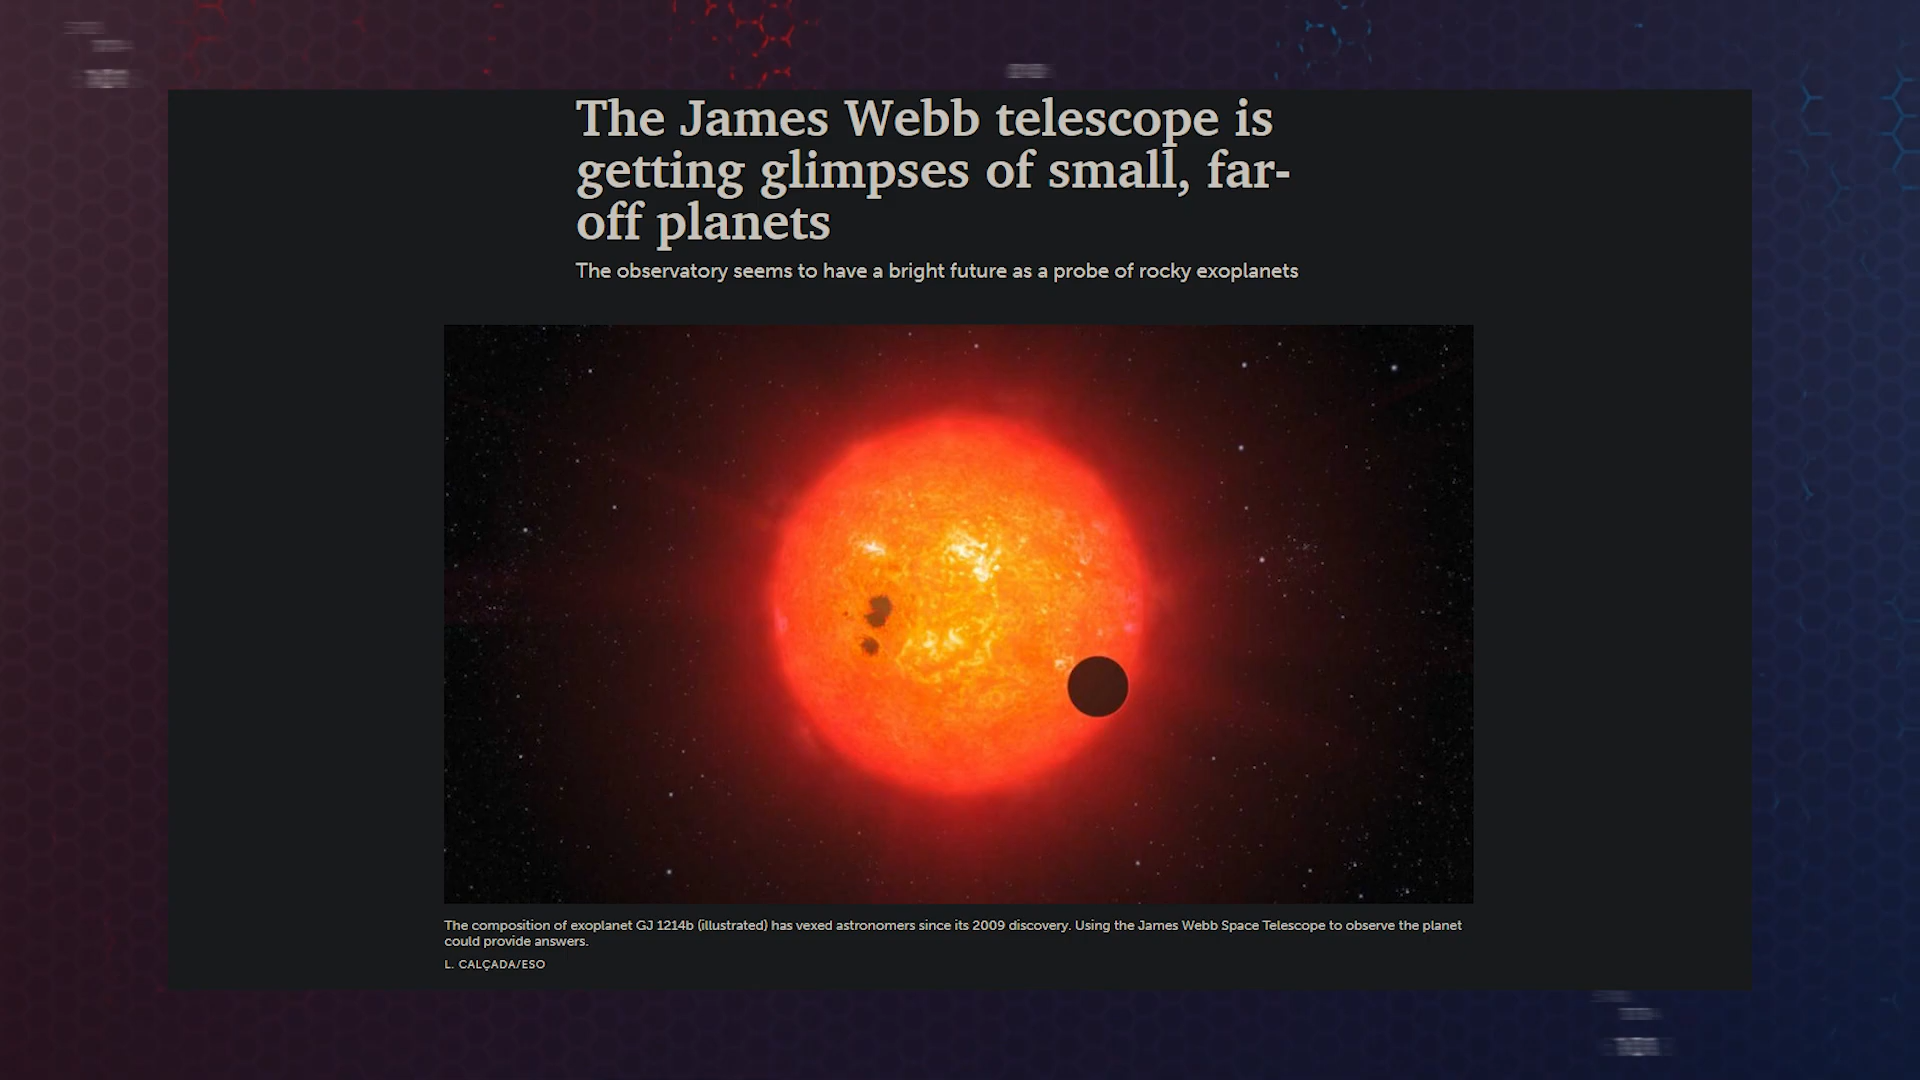 The James Webb telescope is
getting glimpses of small, far-
off planets
The observatory seems to have a bright future as a probe of rocky exoplanets
The composition of exoplanet GJ 1214b (illustrated) has vexed astronomers since its 2009 discovery. Using the James Webb Space Telescope to observe the planet
could provide answers.
L. CALÇADA/ESO